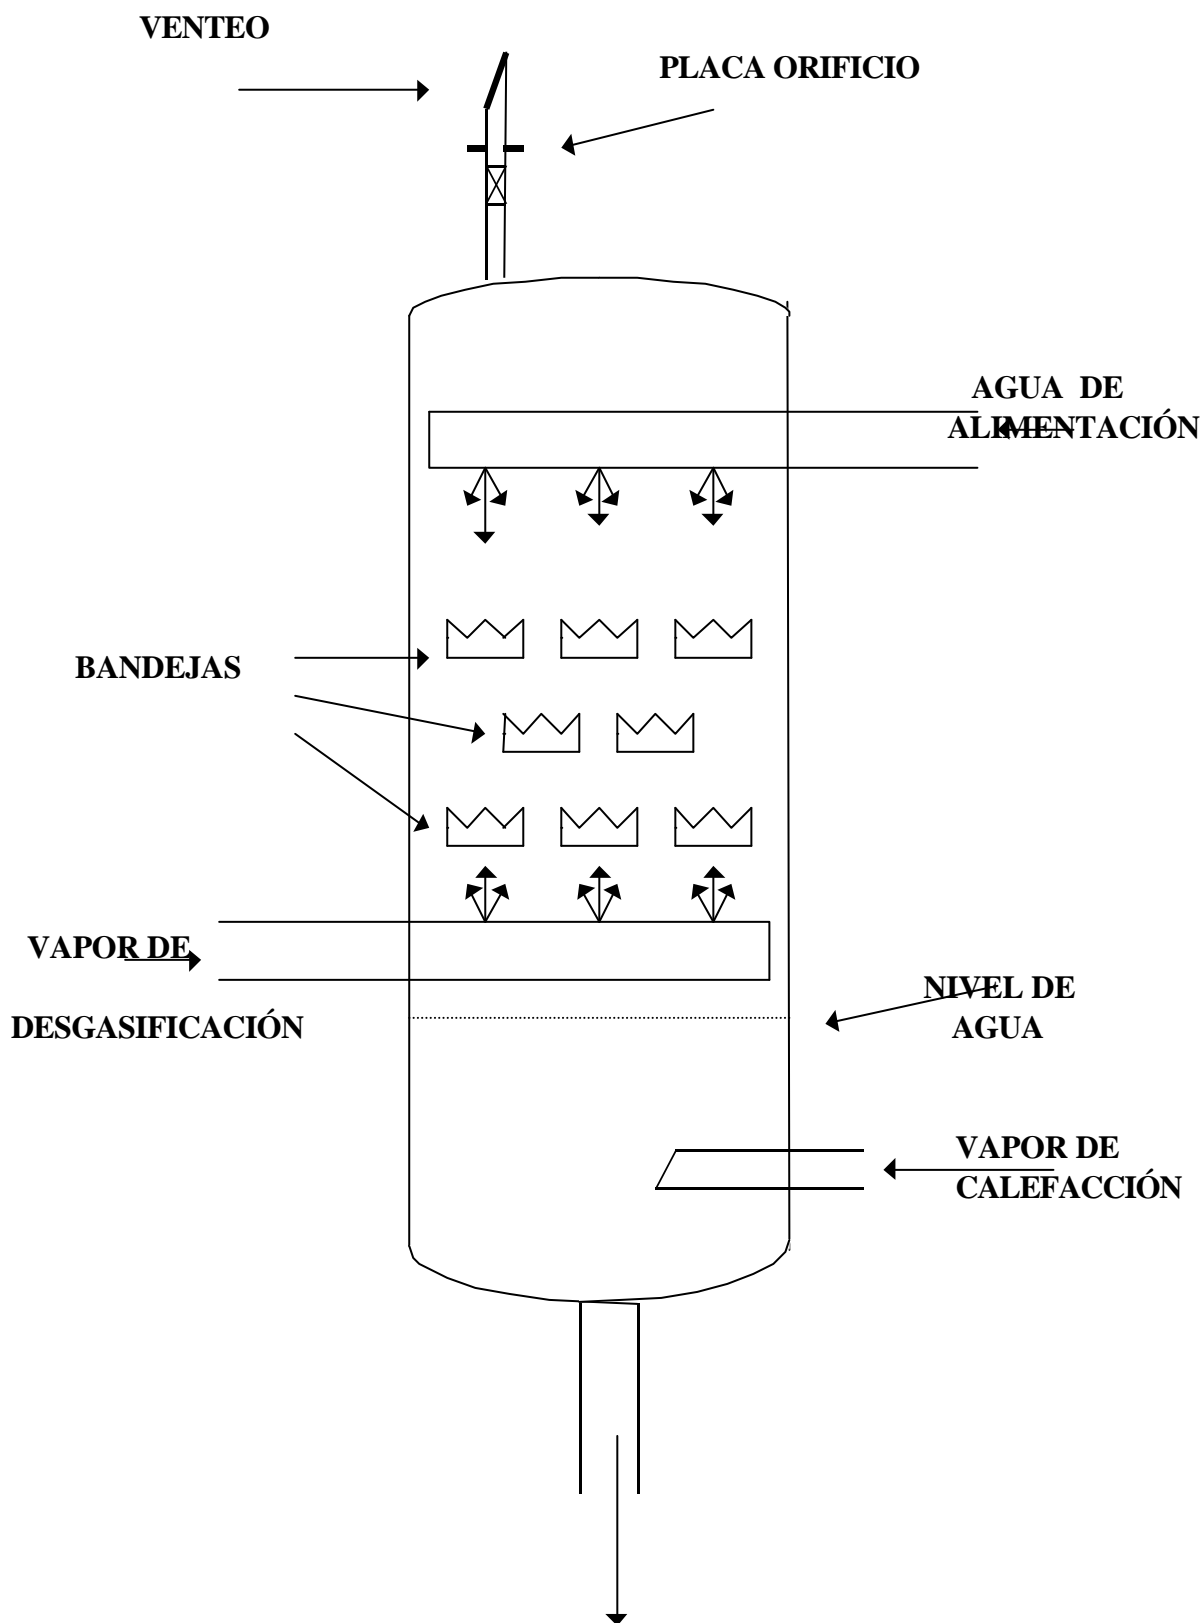 VENTEO
PLACA ORIFICIO
AGUA DE
ALIMENTACIÓN
BANDEJAS
VAPOR DE
DESGASIFICACIÓN
NIVEL DE
AGUA
VAPOR DE
CALEFACCIÓN